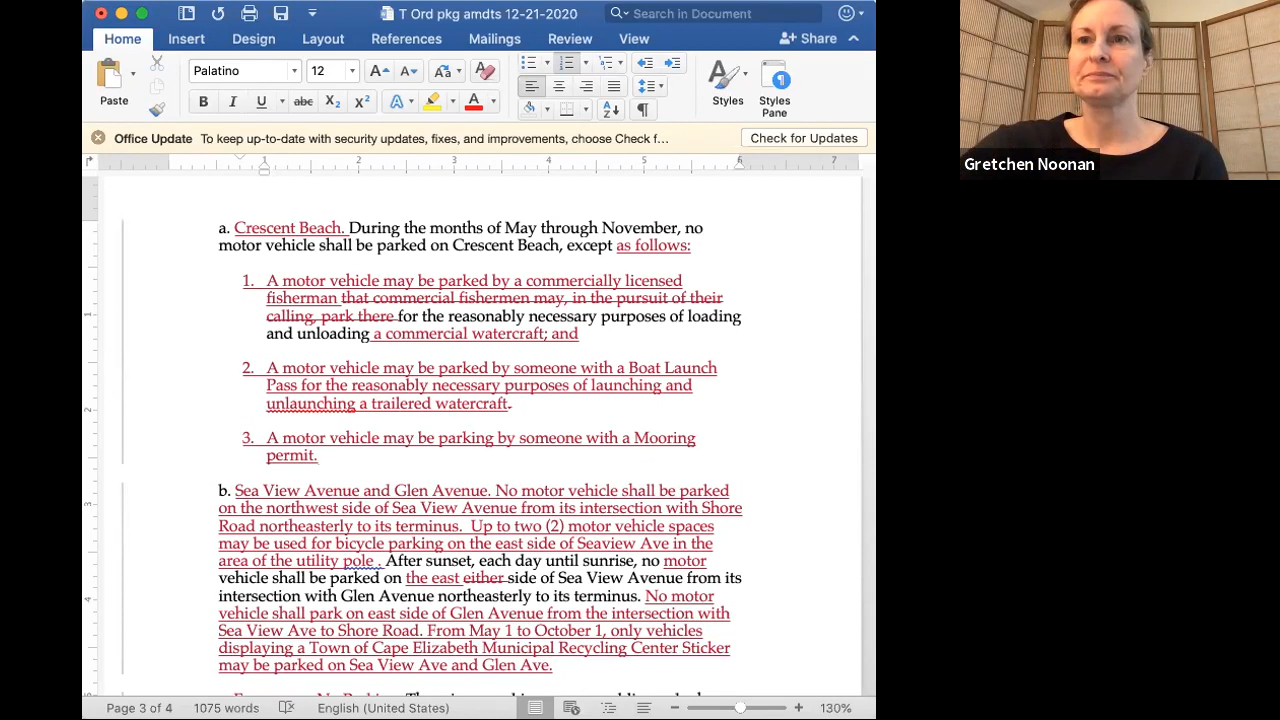 T Ord pkg amdts 12-21-2020
Search in Document
Home Insert Design Layout References Mailings Review View Share
Paste
Palatino 12
Styles
Styles Pane
Office Update To keep up-to-date with security updates, fixes, and improvements, choose Check f... Check for Updates
1 2 3 4 5 6 7
a. Crescent Beach. During the months of May through November, no
motor vehicle shall be parked on Crescent Beach, except as follows:
1. A motor vehicle may be parked by a commercially licensed
fisherman that commercial fishermen may, in the pursuit of their
calling, park there for the reasonably necessary purposes of loading
and unloading a commercial watercraft; and
2. A motor vehicle may be parked by someone with a Boat Launch
Pass for the reasonably necessary purposes of launching and
unlaunching a trailered watercraft.
3. A motor vehicle may be parking by someone with a Mooring
permit.
b. Sea View Avenue and Glen Avenue. No motor vehicle shall be parked
on the northwest side of Sea View Avenue from its intersection with Shore
Road northeasterly to its terminus. Up to two (2) motor vehicle spaces
may be used for bicycle parking on the east side of Seaview Ave in the
area of the utility pole . After sunset, each day until sunrise, no motor
vehicle shall be parked on the east either side of Sea View Avenue from its
intersection with Glen Avenue northeasterly to its terminus. No motor
vehicle shall park on east side of Glen Avenue from the intersection with
Sea View Ave to Shore Road. From May 1 to October 1, only vehicles
displaying a Town of Cape Elizabeth Municipal Recycling Center Sticker
may be parked on Sea View Ave and Glen Ave.
Page 3 of 4 1075 words English (United States) 130%
Gretchen Noonan